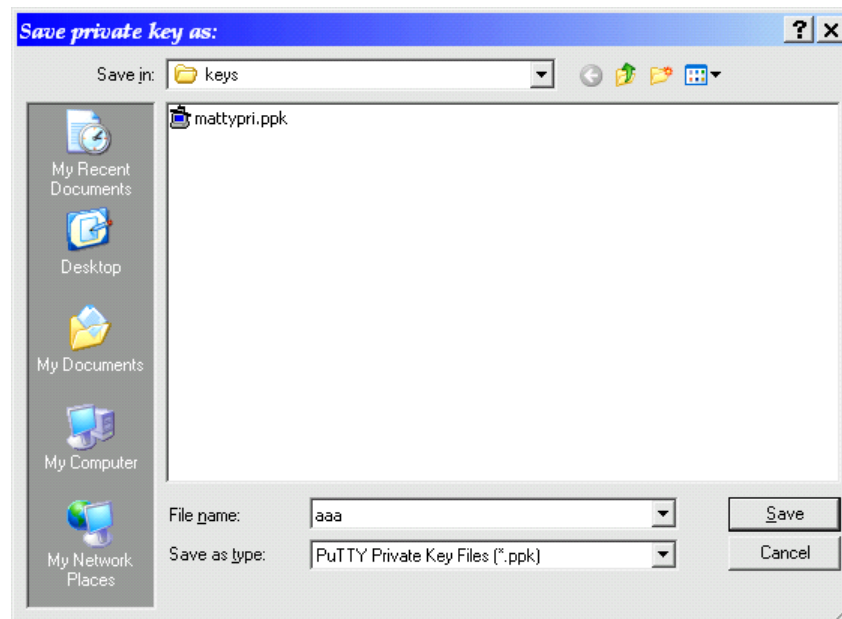 Save private key as:
Save in:
keys
mattypri.ppk
My Recent
Documents
Desktop
My Documents
My Computer
My Network
Places
File name:
aaa
Save
Save as type:
PuTTY Private Key Files (*.ppk)
Cancel